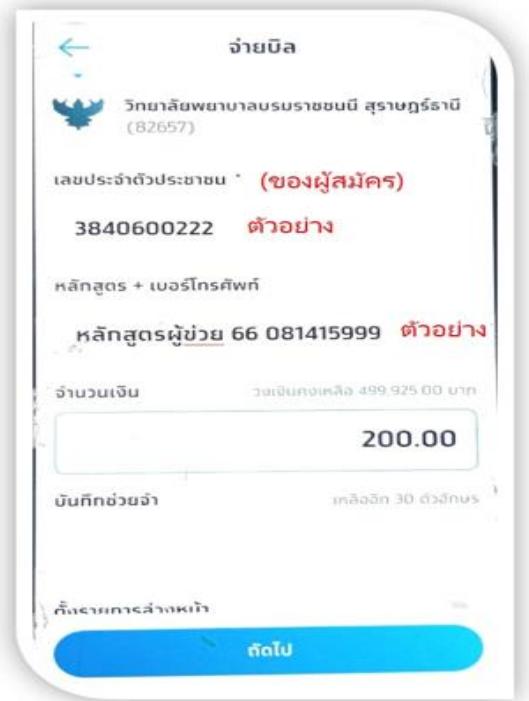 จ่ายบิล
วิทยาลัยพยาบาลบรมราชชนนี สุราษฎร์ธานี
(82657)
เลขประจำตัวประชาชน * (ของผู้สมัคร)
3840600222 ตัวอย่าง
หลักสูตร + เบอร์โทรศัพท์
หลักสูตรผู้ข่วย 66 081415999 ตัวอย่าง
จำนวนเงิน วงเงินคงเหลือ 499,925.00 บาท
200.00
บันทึกช่วยจำ เหลืออีก 30 ตัวอักษร
ตั้งรายการล่วงหน้า
ถัดไป